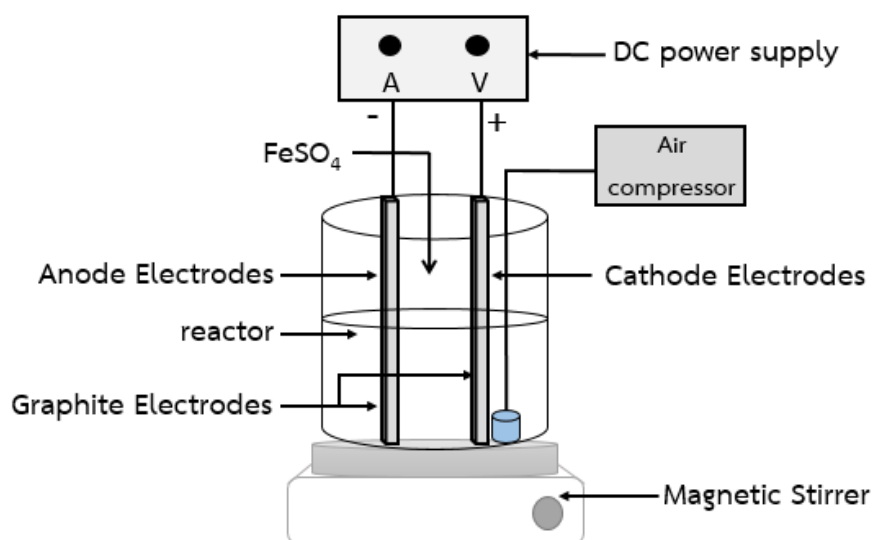 DC power supply
A V
- +
FeSO₄
Air
compressor
Anode Electrodes
Cathode Electrodes
reactor
Graphite Electrodes
Magnetic Stirrer